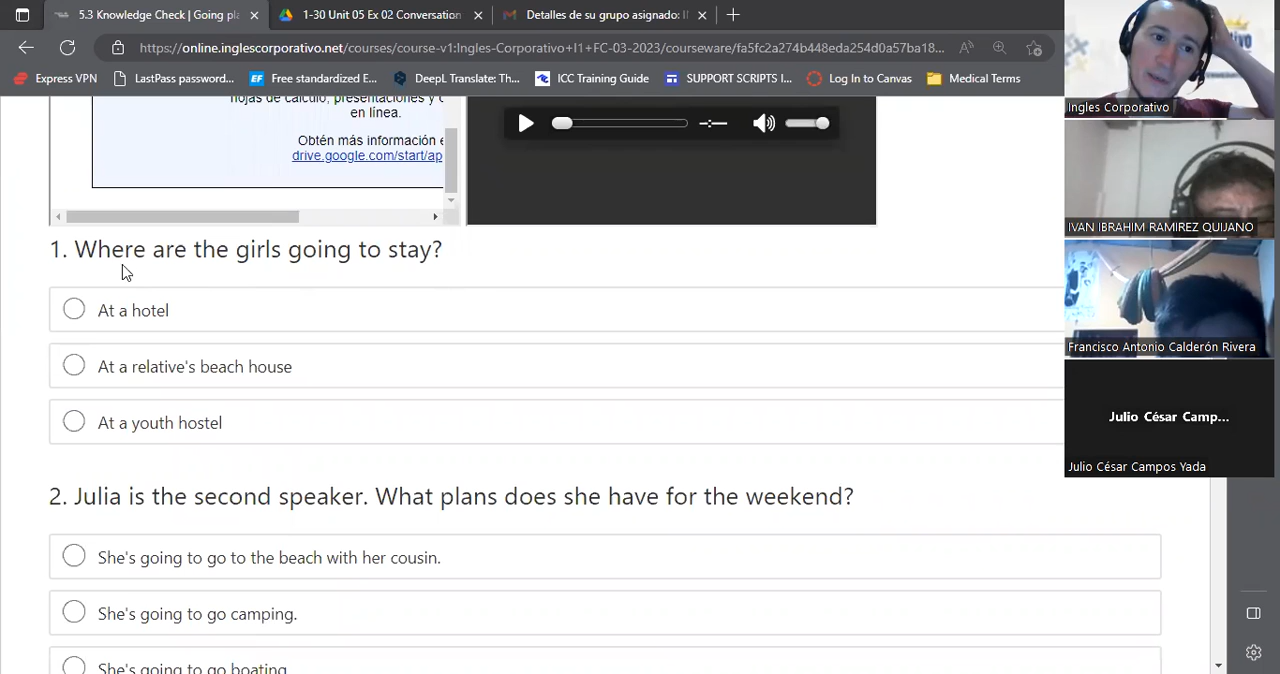 5.3 Knowledge Check | Going pla
1-30 Unit 05 Ex 02 Conversation
Detalles de su grupo asignado: I
https://online.inglescorporativo.net/courses/course-v1:Ingles-Corporativo+I1+FC-03-2023/courseware/fa5fc2a274b448eda254d0a57ba18...
Express VPN
LastPass password...
EF Free standardized E...
DeepL Translate: Th...
ICC Training Guide
SUPPORT SCRIPTS I...
Log In to Canvas
Medical Terms
hojas de cálculo, presentaciones y
en línea.
Obtén más información e
drive.google.com/start/ap
1. Where are the girls going to stay?
At a hotel
At a relative's beach house
At a youth hostel
2. Julia is the second speaker. What plans does she have for the weekend?
She's going to go to the beach with her cousin.
She's going to go camping.
She's going to go boating
Ingles Corporativo
IVAN IBRAHIM RAMIREZ QUIJANO
Francisco Antonio Calderón Rivera
Julio César Camp...
Julio César Campos Yada